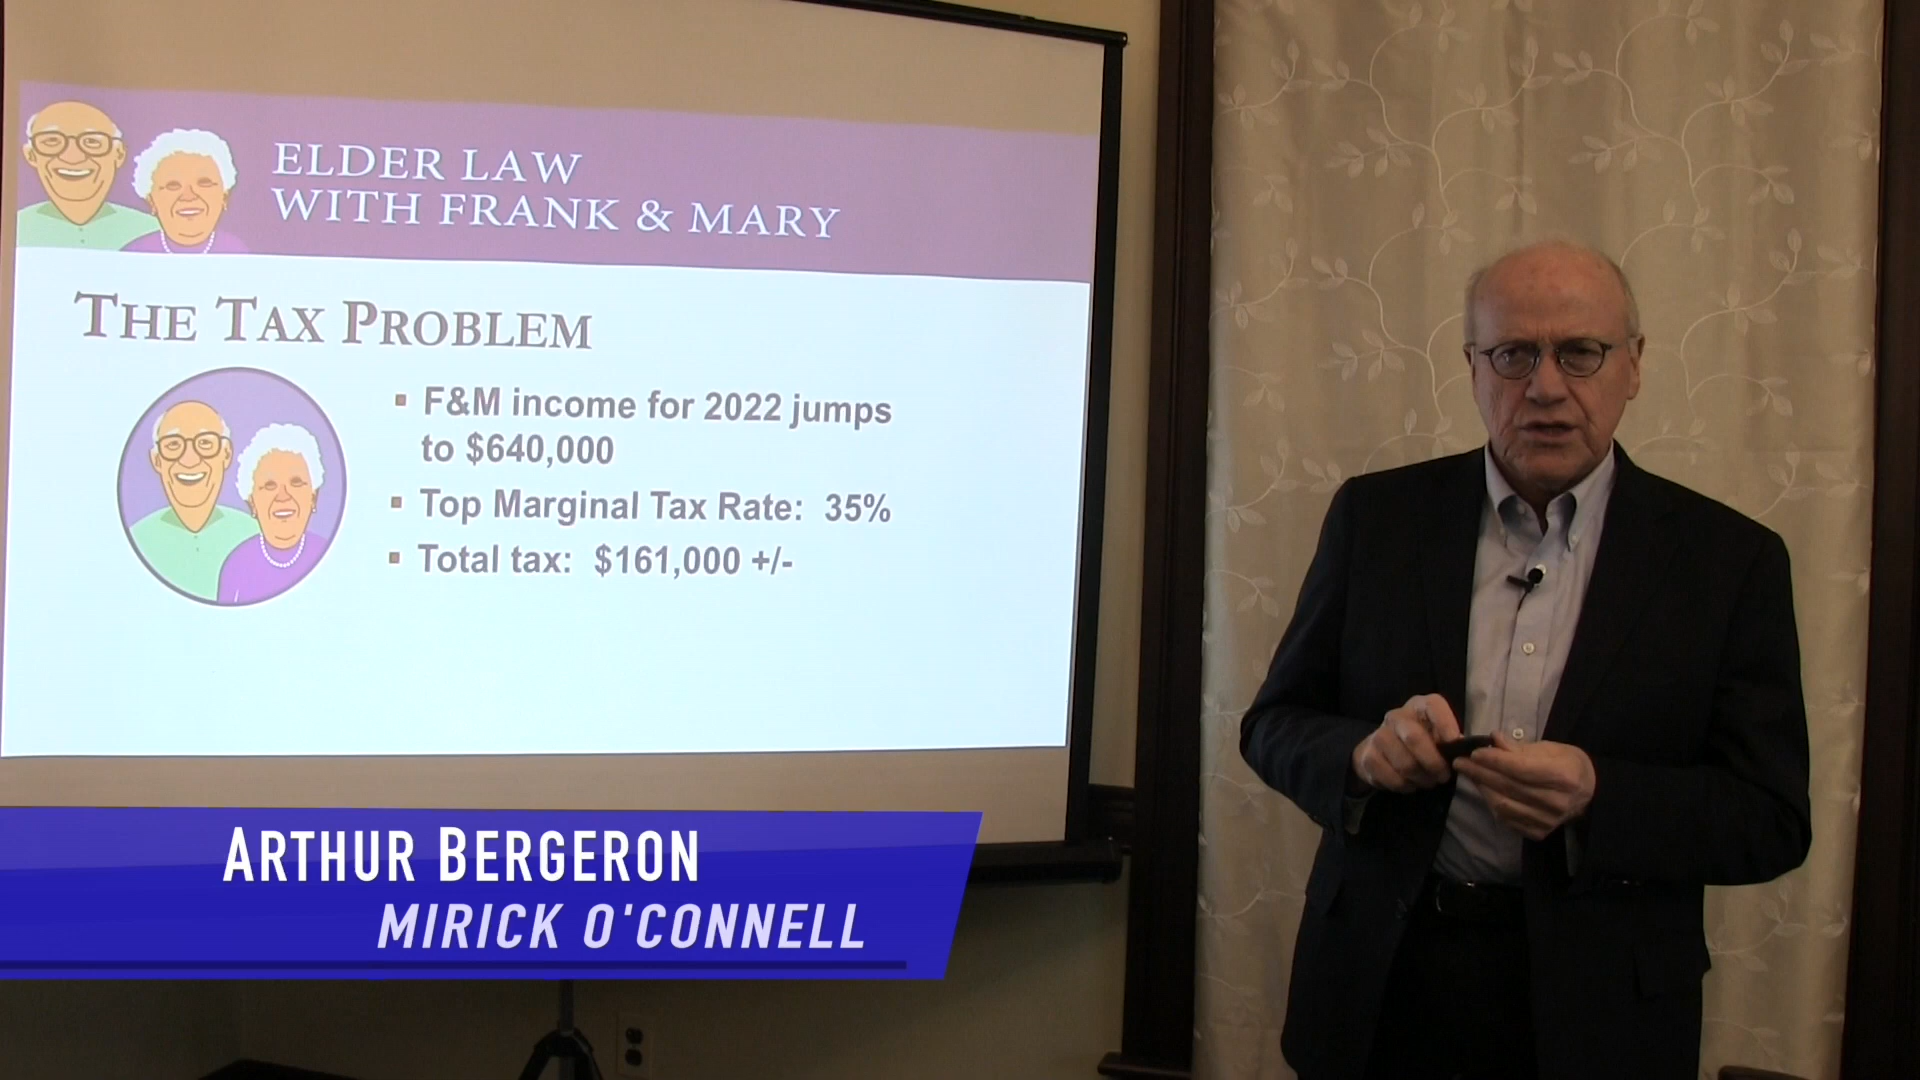 ELDER LAW
WITH FRANK & MARY
THE TAX PROBLEM
▪ F&M income for 2022 jumps
to $640,000
▪ Top Marginal Tax Rate: 35%
▪ Total tax: $161,000 +/-
ARTHUR BERGERON
MIRICK O'CONNELL